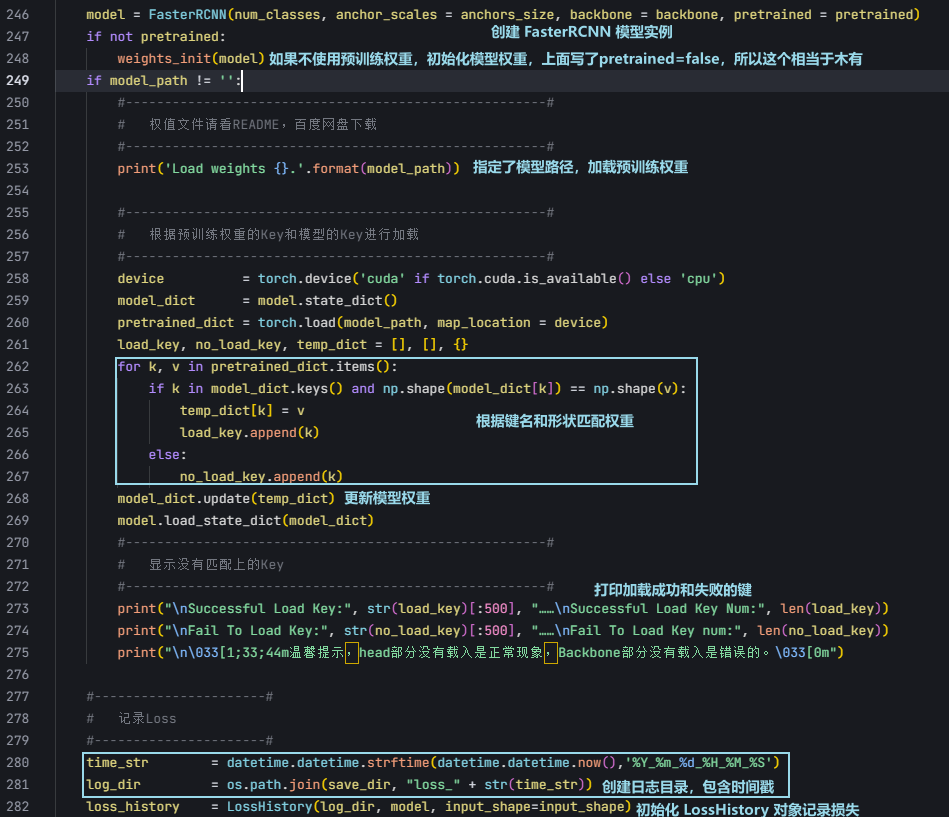 246 model = FasterRCNN(num_classes, anchor_scales = anchors_size, backbone = backbone, pretrained = pretrained)
247 if not pretrained: 创建 FasterRCNN 模型实例
248 weights_init(model) 如果不使用预训练权重，初始化模型权重，上面写了pretrained=false，所以这个相当于木有
249 if model_path != '':
250 #------------------------------------------------------#
251 # 权值文件请看README，百度网盘下载
252 #------------------------------------------------------#
253 print('Load weights {}.'.format(model_path)) 指定了模型路径，加载预训练权重
254
255 #------------------------------------------------------#
256 # 根据预训练权重的Key和模型的Key进行加载
257 #------------------------------------------------------#
258 device = torch.device('cuda' if torch.cuda.is_available() else 'cpu')
259 model_dict = model.state_dict()
260 pretrained_dict = torch.load(model_path, map_location = device)
261 load_key, no_load_key, temp_dict = [], [], {}
262 for k, v in pretrained_dict.items():
263 if k in model_dict.keys() and np.shape(model_dict[k]) == np.shape(v):
264 temp_dict[k] = v
265 load_key.append(k) 根据键名和形状匹配权重
266 else:
267 no_load_key.append(k)
268 model_dict.update(temp_dict) 更新模型权重
269 model.load_state_dict(model_dict)
270 #------------------------------------------------------#
271 # 显示没有匹配上的Key
272 #------------------------------------------------------# 打印加载成功和失败的键
273 print("\nSuccessful Load Key:", str(load_key)[:500], "……\nSuccessful Load Key Num:", len(load_key))
274 print("\nFail To Load Key:", str(no_load_key)[:500], "……\nFail To Load Key num:", len(no_load_key))
275 print("\n\033[1;33;44m温馨提示，head部分没有载入是正常现象，Backbone部分没有载入是错误的。\033[0m")
276
277 #----------------------#
278 # 记录Loss
279 #----------------------#
280 time_str = datetime.datetime.strftime(datetime.datetime.now(),'%Y_%m_%d_%H_%M_%S')
281 log_dir = os.path.join(save_dir, "loss_" + str(time_str)) 创建日志目录，包含时间戳
282 loss_history = LossHistory(log_dir, model, input_shape=input_shape) 初始化 LossHistory 对象记录损失